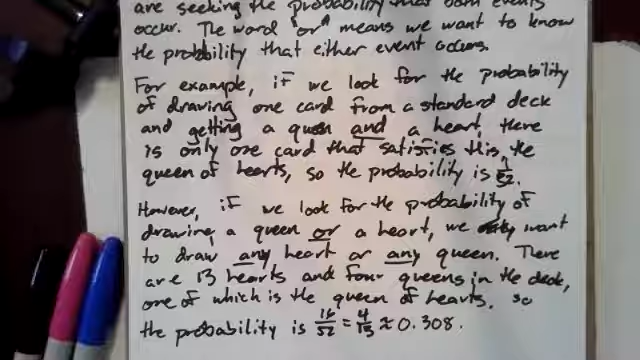 are seeking the probability that both events
occur. The word "or" means we want to know
the probability that either event occurs.
For example, if we look for the probability
of drawing one card from a standard deck
and getting a queen and a heart, there
is only one card that satisfies this, the
queen of hearts, so the probability is 1/52.
However, if we look for the probability of
drawing a queen or a heart, we want
to draw any heart or any queen. There
are 13 hearts and four queens in the deck,
one of which is the queen of hearts, so
the probability is 16/52 = 4/13 ≈ 0.308.